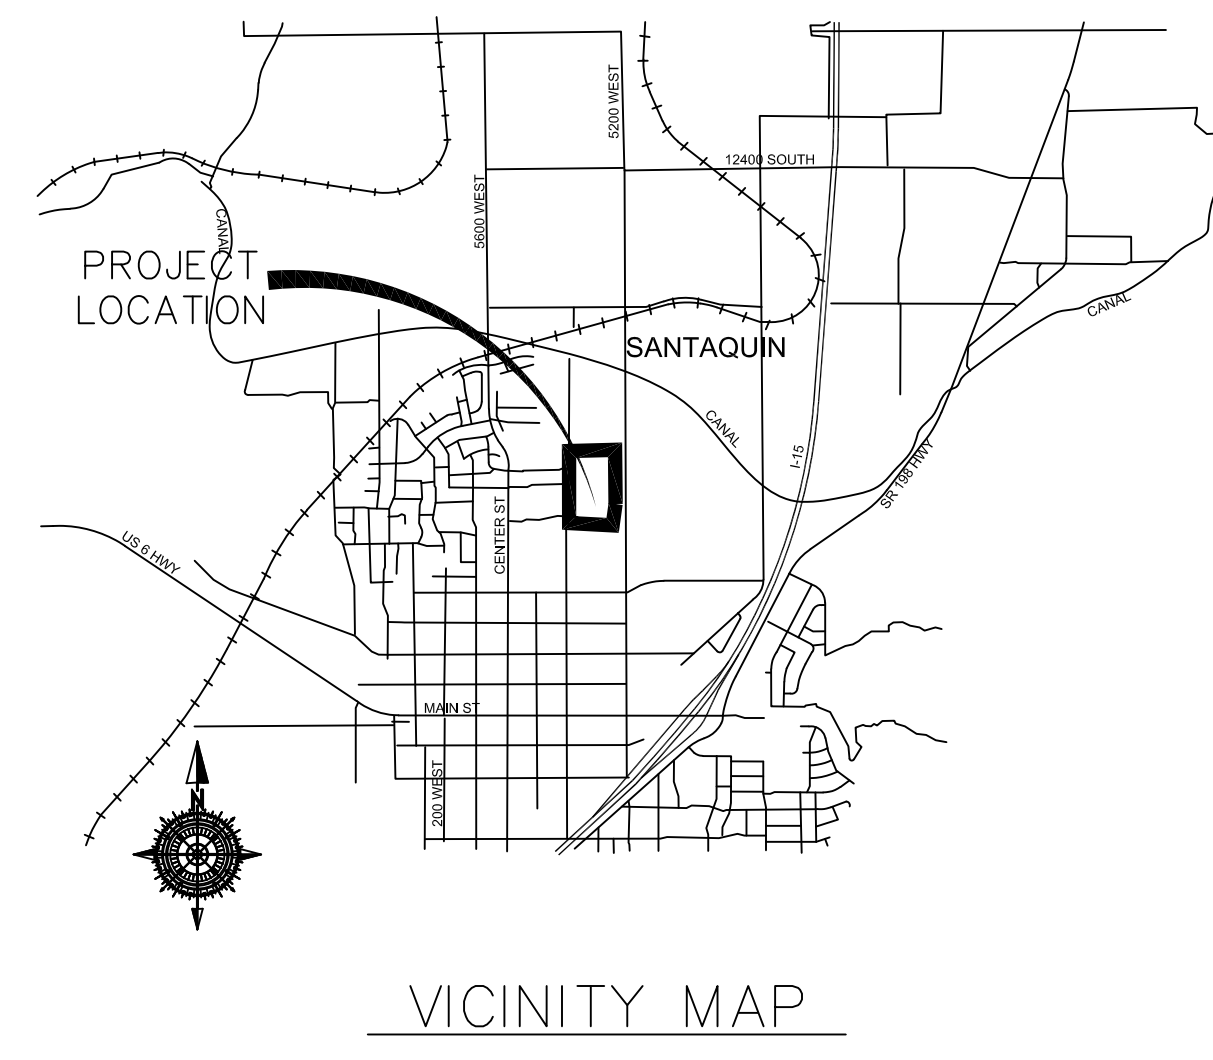 5200 WEST
12400 SOUTH
5600 WEST
CANAL
PROJECT
LOCATION
CANAL
SANTAQUIN
CANAL
I-15
SR 198 HWY
CENTER ST
US 6 HWY
MAIN ST
200 WEST
N
VICINITY MAP